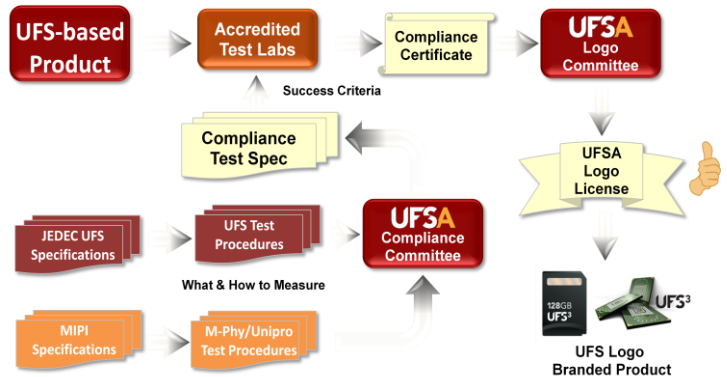 UFS-based
Product
Accredited
Test Labs
Compliance
Certificate
UFSA
Logo
Committee
Success Criteria
Compliance
Test Spec
UFSA
Logo
License
JEDEC UFS
Specifications
UFS Test
Procedures
UFSA
Compliance
Committee
What & How to Measure
MIPI
Specifications
M-Phy/Unipro
Test Procedures
128GB
UFS³
UFS³
UFS Logo
Branded Product